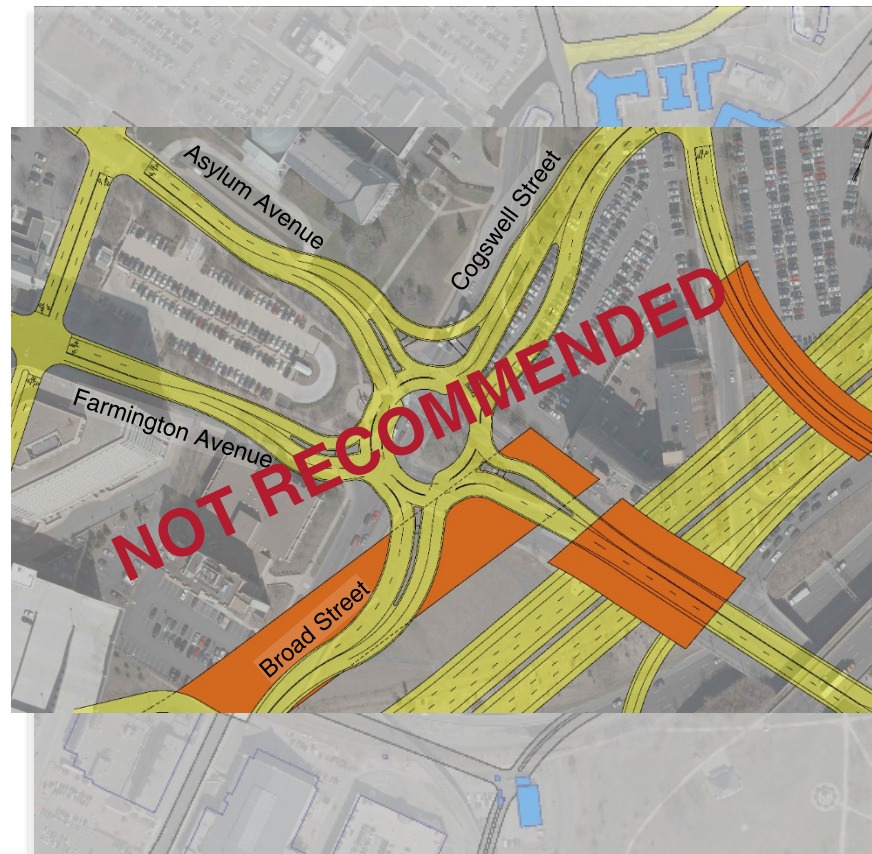 Asylum Avenue
Cogswell Street
NOT RECOMMENDED
Farmington Avenue
Broad Street